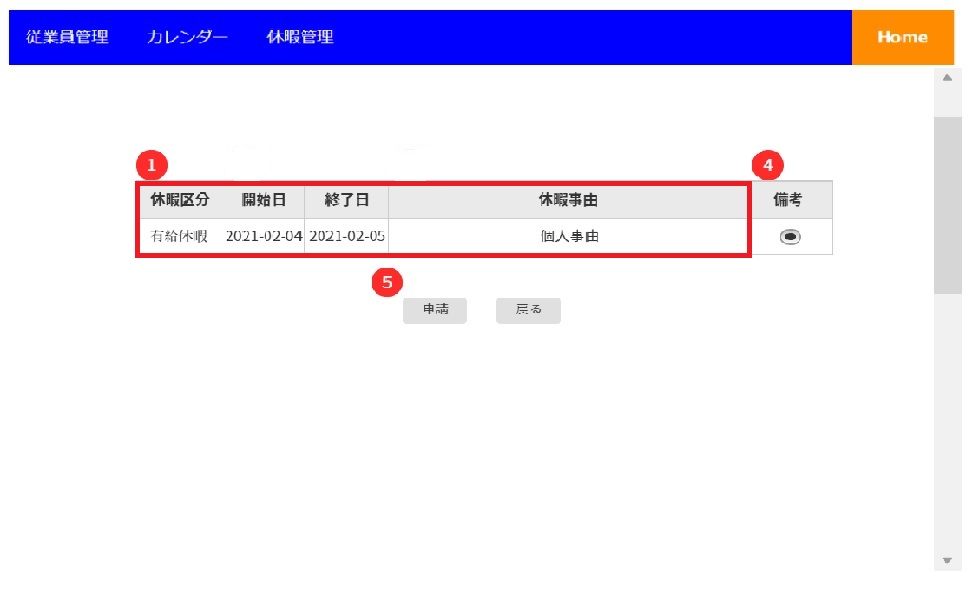 従業員管理 カレンダー 休暇管理 Home
1 4
休暇区分 開始日 終了日 休暇事由 備考
有給休暇 2021-02-04 2021-02-05 個人事由
5
申請 戻る